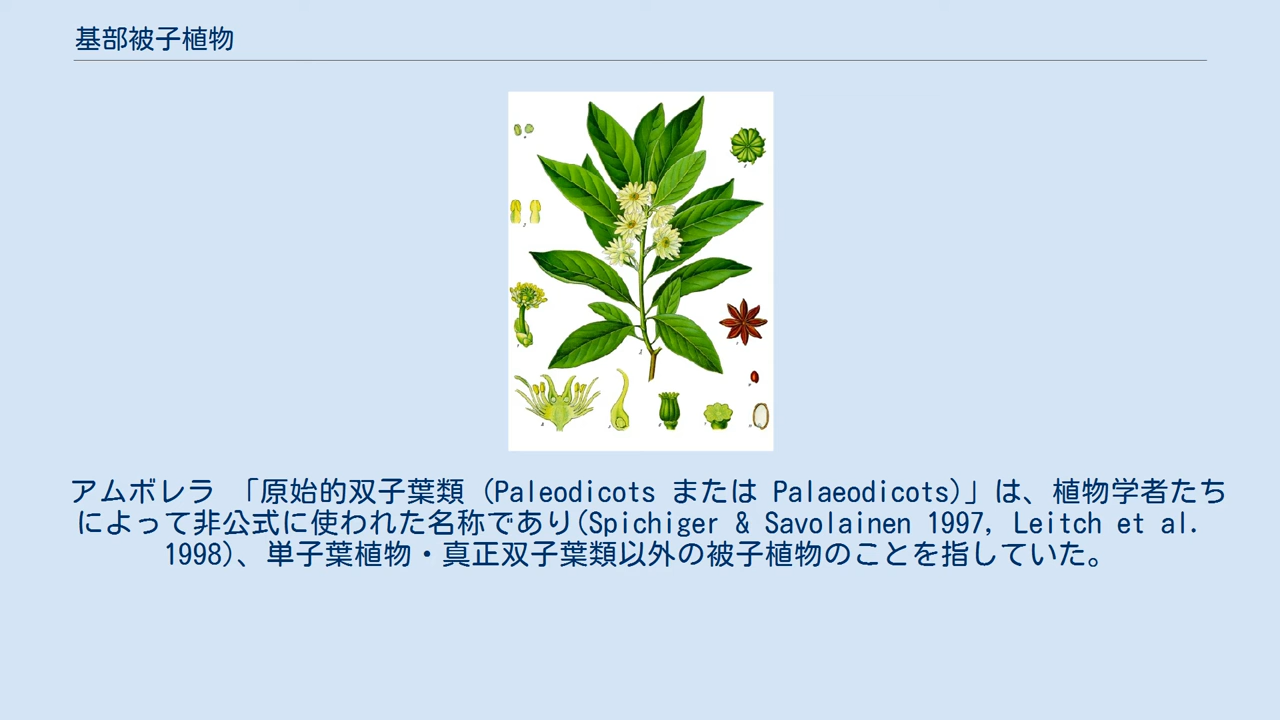 基部被子植物
アムボレラ 「原始的双子葉類 (Paleodicots または Palaeodicots)」は、植物学者たち
によって非公式に使われた名称であり(Spichiger & Savolainen 1997, Leitch et al.
1998)、単子葉植物・真正双子葉類以外の被子植物のことを指していた。